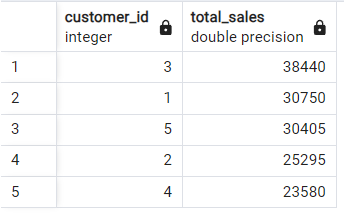 customer_id total_sales
integer double precision
1 3 38440
2 1 30750
3 5 30405
4 2 25295
5 4 23580